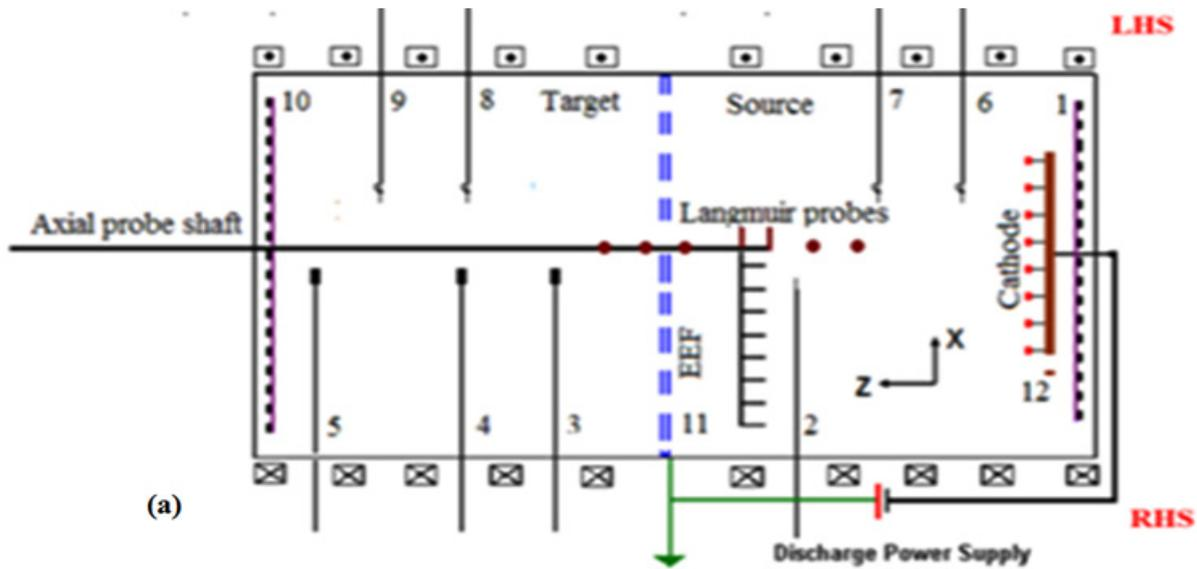 LHS
10 9 8 Target Source 7 6 1
Axial probe shaft
Langmuir probes
Cathode
EEF
X
Z
12
5 4 3 11 2
(a)
RHS
Discharge Power Supply